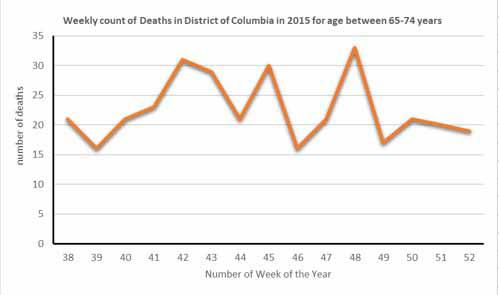 Weekly count of Deaths in District of Columbia in 2015 for age between 65-74 years
35
30
25
20
15
10
5
0
number of deaths
38 39 40 41 42 43 44 45 46 47 48 49 50 51 52
Number of Week of the Year